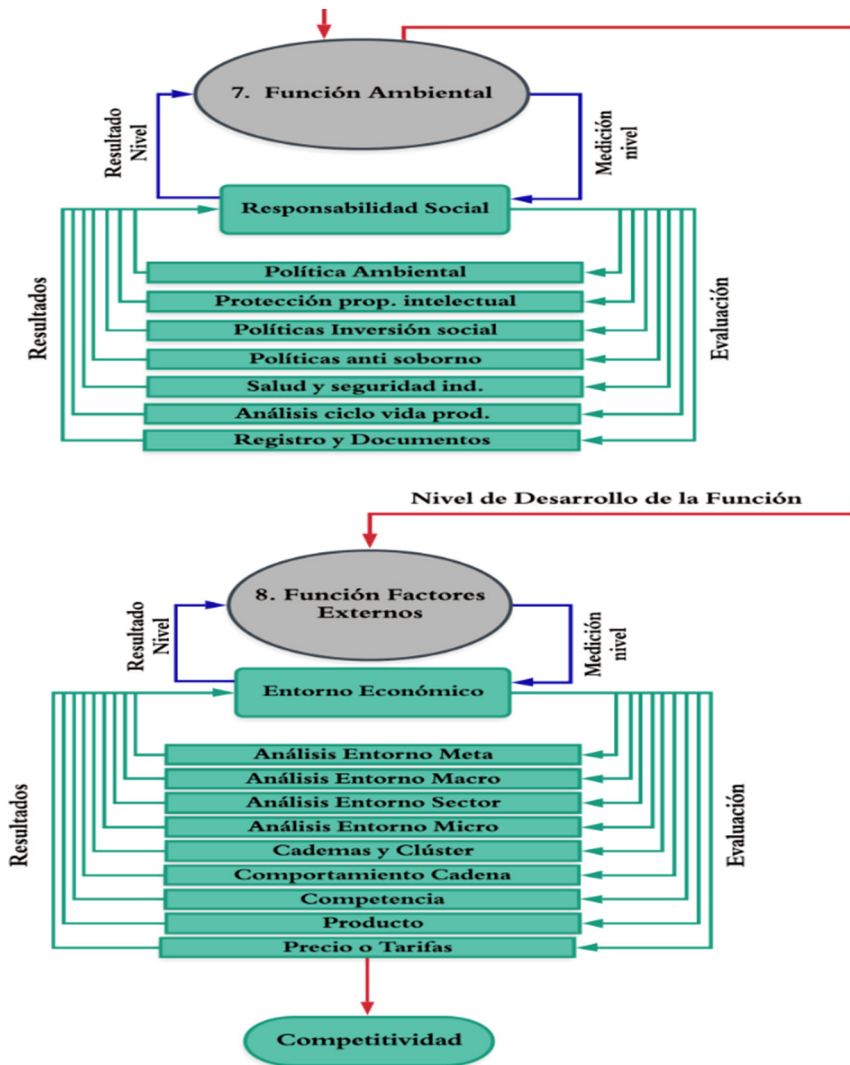 7. Función Ambiental
Resultado
Nivel
Medición
nivel
Responsabilidad Social
Resultados
Evaluación
Política Ambiental
Protección prop. intelectual
Políticas Inversión social
Políticas anti soborno
Salud y seguridad ind.
Análisis ciclo vida prod.
Registro y Documentos
Nivel de Desarrollo de la Función
8. Función Factores
Externos
Resultado
Nivel
Medición
nivel
Entorno Económico
Resultados
Evaluación
Análisis Entorno Meta
Análisis Entorno Macro
Análisis Entorno Sector
Análisis Entorno Micro
Cademas y Clúster
Comportamiento Cadena
Competencia
Producto
Precio o Tarifas
Competitividad